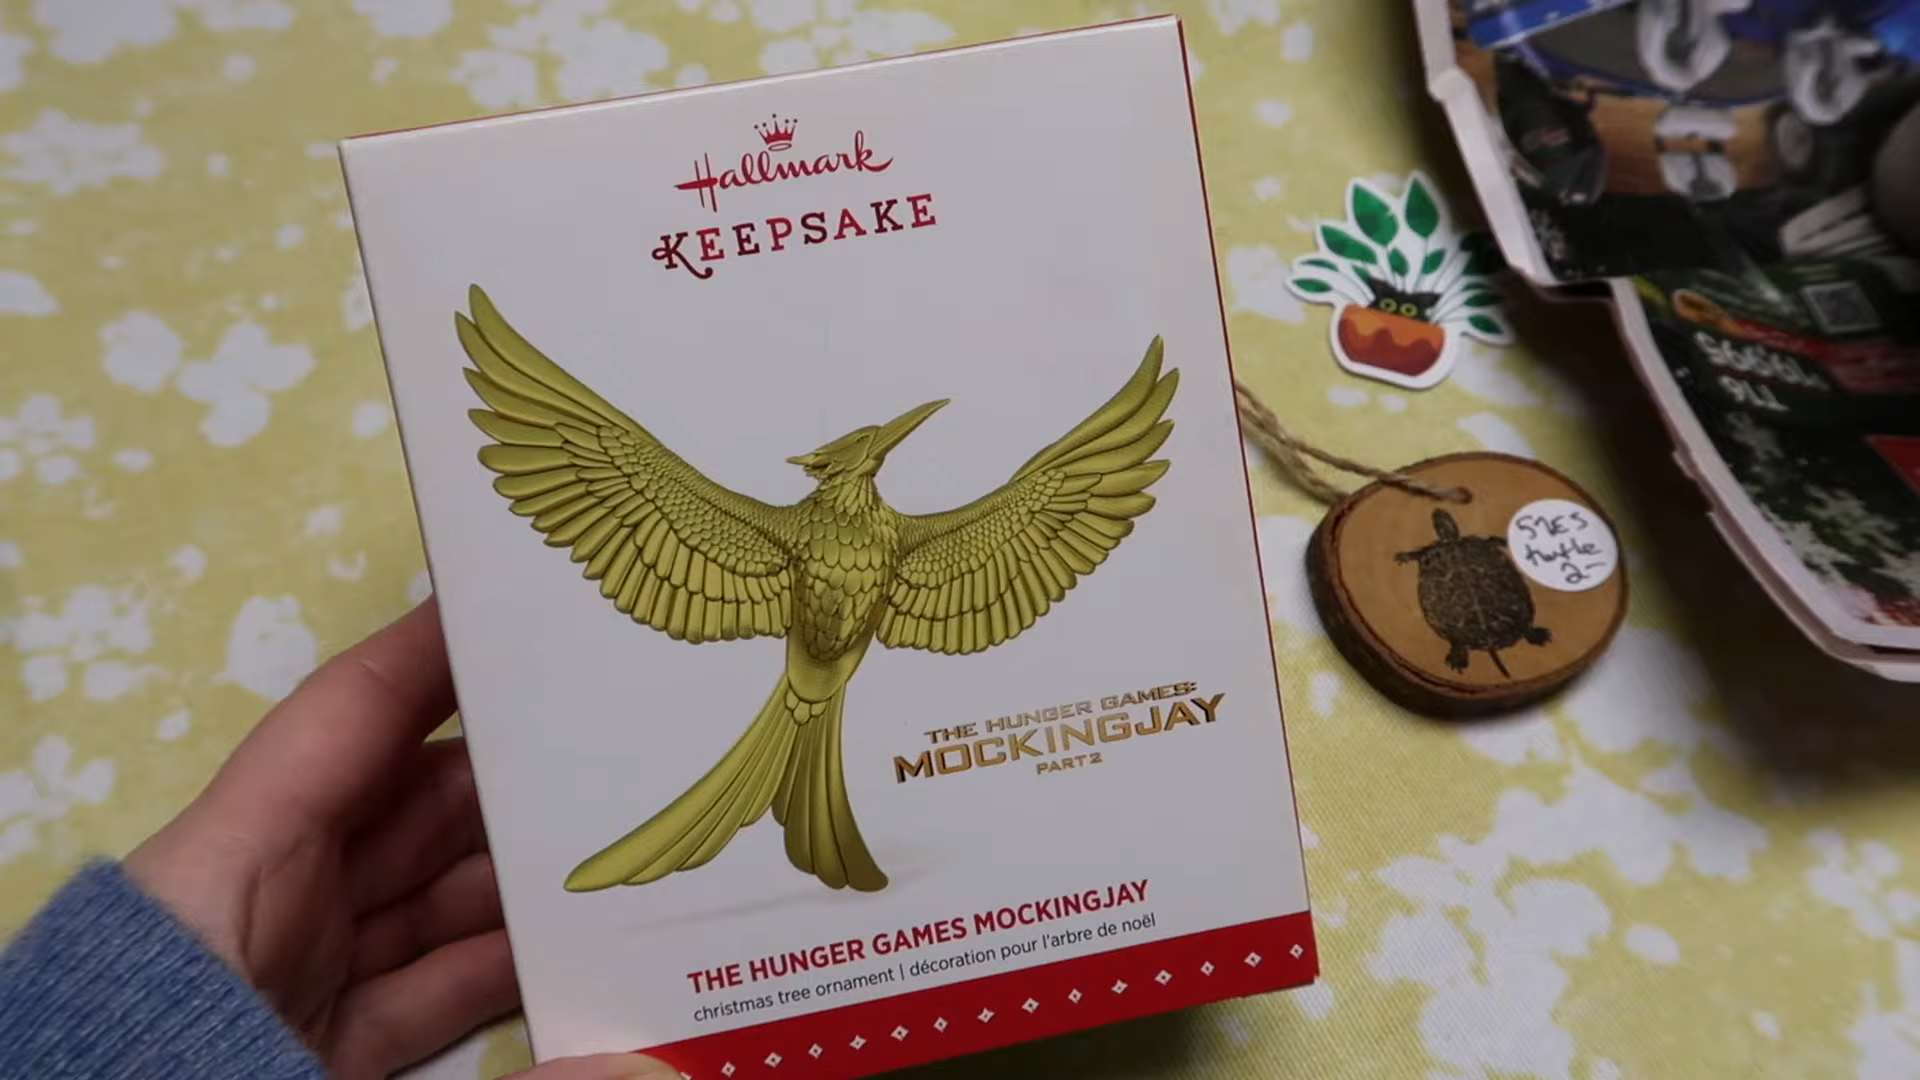 Hallmark
KEEPSAKE
THE HUNGER GAMES:
MOCKINGJAY
PART 2
THE HUNGER GAMES MOCKINGJAY
christmas tree ornament | décoration pour l'arbre de noël
turtle
2-